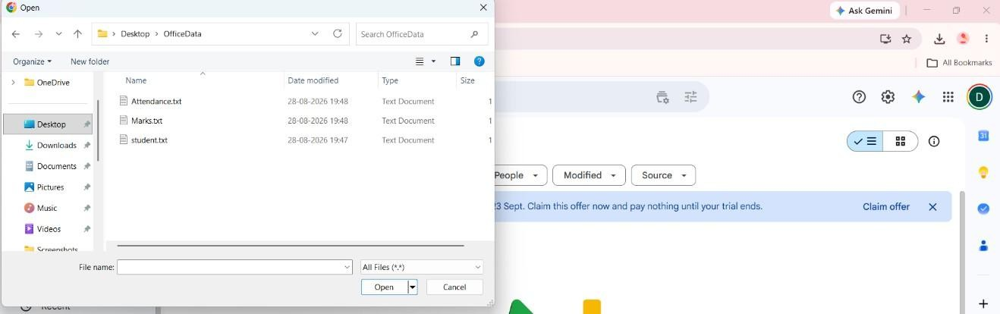 Open
Ask Gemini
Desktop > OfficeData
Search OfficeData
Organize
New folder
All Bookmarks
OneDrive
Name
Date modified
Type
Size
Attendance.txt
28-08-2026 19:48
Text Document
1
D
Marks.txt
28-08-2026 19:48
Text Document
1
Desktop
student.txt
28-08-2026 19:47
Text Document
1
31
Downloads
Documents
Pictures
People
Modified
Source
Music
23 Sept. Claim this offer now and pay nothing until your trial ends.
Claim offer
Videos
Screenshots
File name:
All Files (*.*)
Open
Cancel
Recent